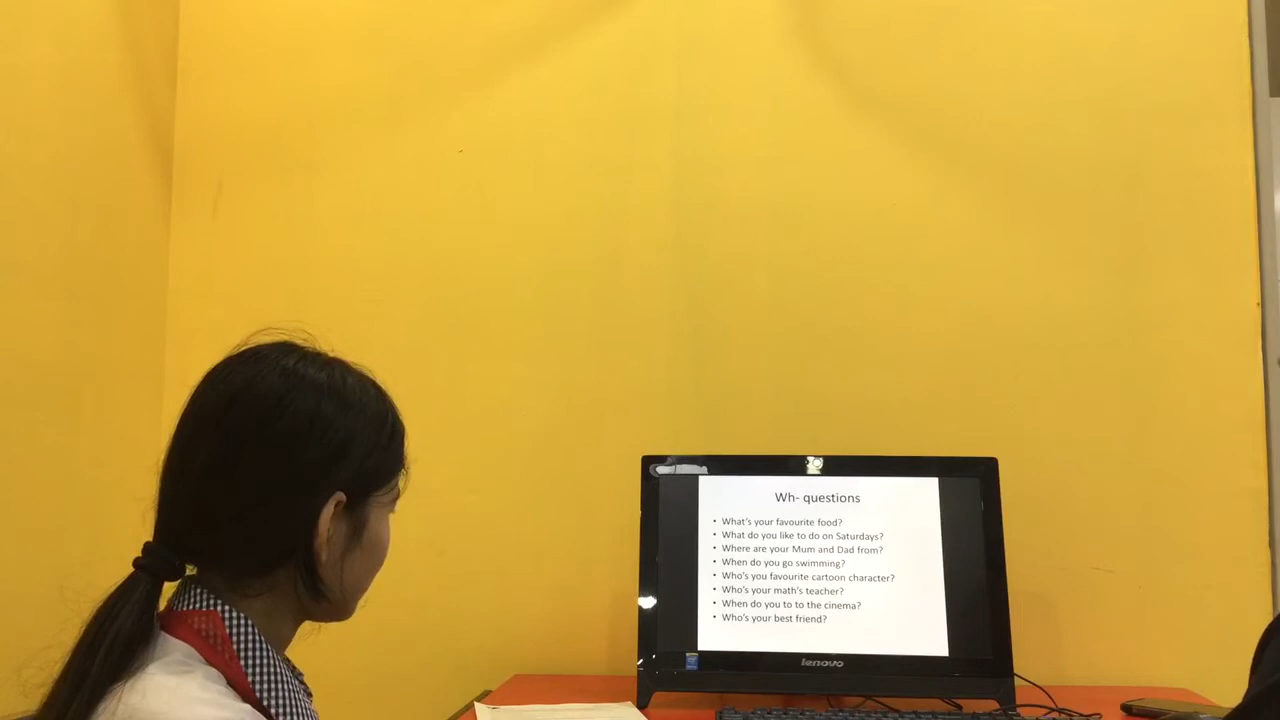 Wh- questions
• What's your favourite food?
• What do you like to do on Saturdays?
• Where are your Mum and Dad from?
• When do you go swimming?
• Who's you favourite cartoon character?
• Who's your math's teacher?
• When do you to to the cinema?
• Who's your best friend?
lenovo